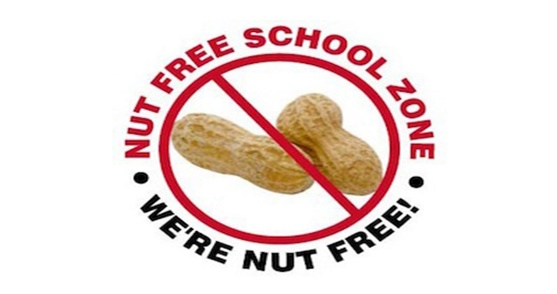 NUT FREE SCHOOL ZONE
• WE'RE NUT FREE! •